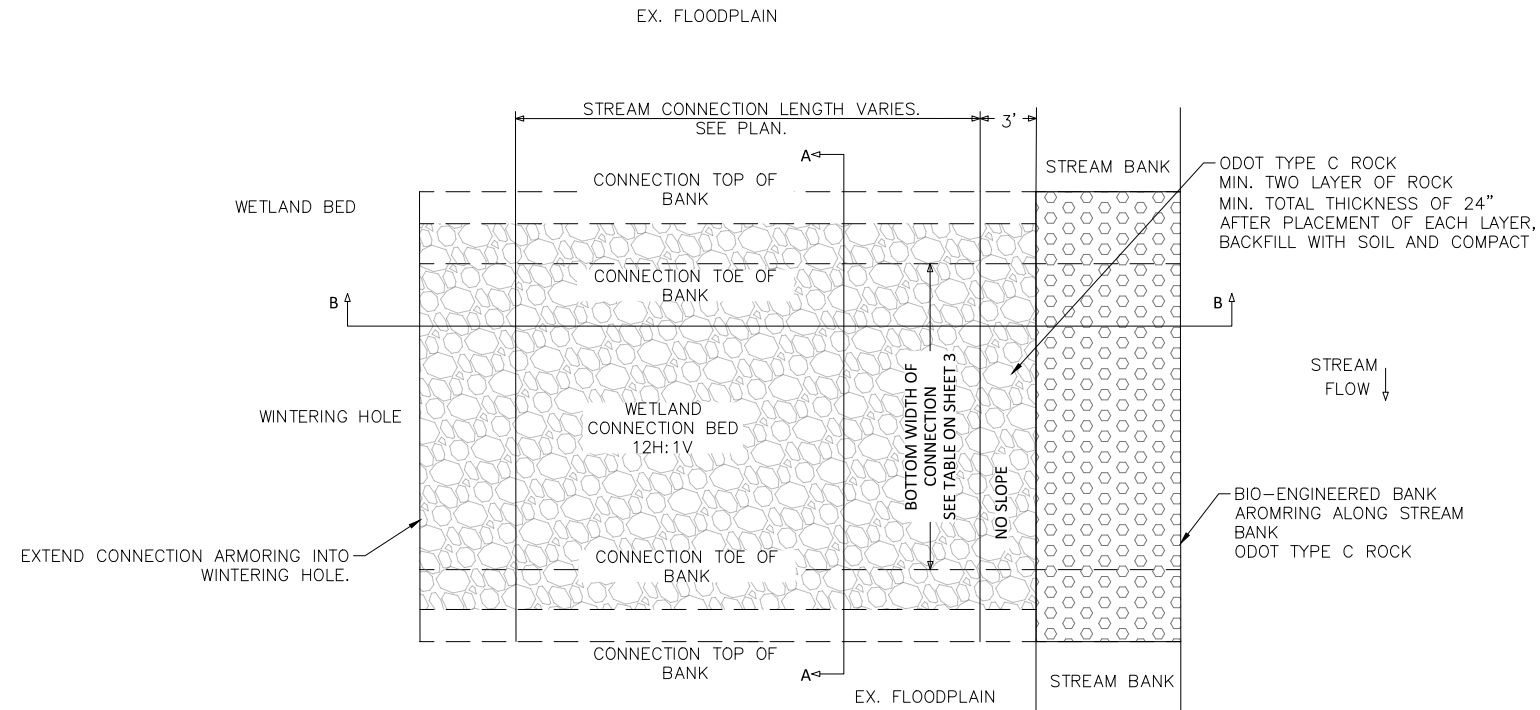 EX. FLOODPLAIN
STREAM CONNECTION LENGTH VARIES.
SEE PLAN.
3'
A
STREAM BANK
ODOT TYPE C ROCK
MIN. TWO LAYER OF ROCK
MIN. TOTAL THICKNESS OF 24"
AFTER PLACEMENT OF EACH LAYER,
BACKFILL WITH SOIL AND COMPACT
CONNECTION TOP OF
BANK
WETLAND BED
CONNECTION TOE OF
BANK
B
B
BOTTOM WIDTH OF
CONNECTION
SEE TABLE ON SHEET 3
NO SLOPE
STREAM
FLOW
WINTERING HOLE
WETLAND
CONNECTION BED
12H:1V
BIO-ENGINEERED BANK
AROMRING ALONG STREAM
BANK
ODOT TYPE C ROCK
EXTEND CONNECTION ARMORING INTO
WINTERING HOLE.
CONNECTION TOE OF
BANK
CONNECTION TOP OF
BANK
A
STREAM BANK
EX. FLOODPLAIN